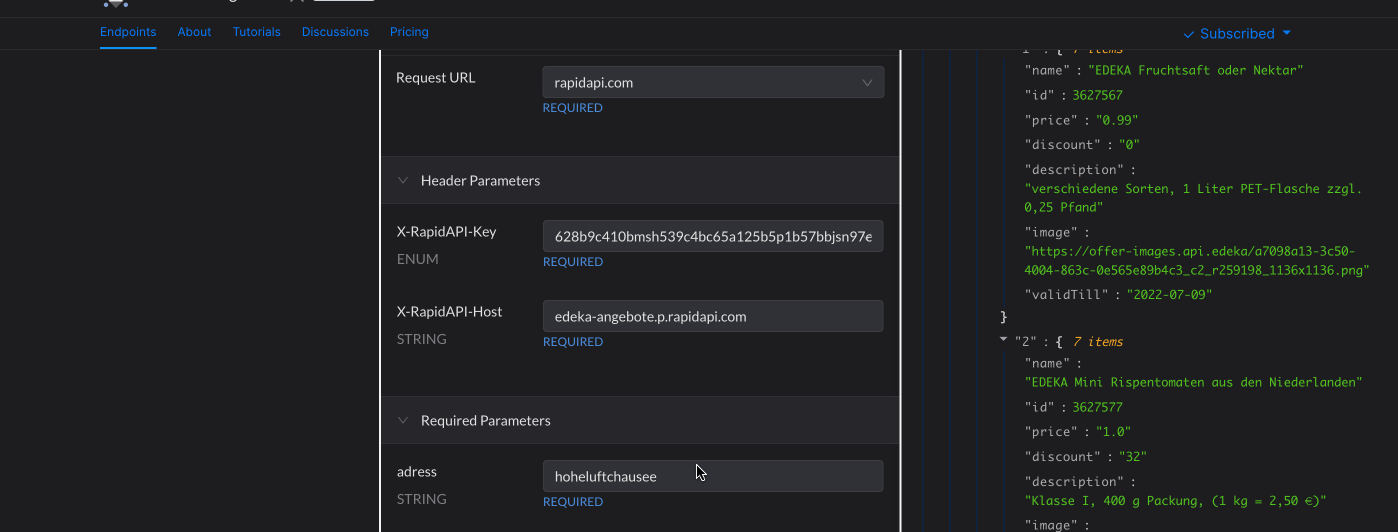 Endpoints About Tutorials Discussions Pricing
Subscribed
Request URL
rapidapi.com
REQUIRED
Header Parameters
X-RapidAPI-Key
628b9c410bmsh539c4bc65a125b5p1b57bbjsn97e
ENUM
REQUIRED
X-RapidAPI-Host
edeka-angebote.p.rapidapi.com
STRING
REQUIRED
Required Parameters
adress
hoheluftchausee
STRING
REQUIRED
"1" : { 7 items
"name" : "EDEKA Fruchtsaft oder Nektar"
"id" : 3627567
"price" : "0.99"
"discount" : "0"
"description" :
"verschiedene Sorten, 1 Liter PET-Flasche zzgl.
0,25 Pfand"
"image" :
"https://offer-images.api.edeka/a7098a13-3c50-
4004-863c-0e565e89b4c3_c2_r259198_1136x1136.png"
"validTill" : "2022-07-09"
}
"2" : { 7 items
"name" :
"EDEKA Mini Rispentomaten aus den Niederlanden"
"id" : 3627577
"price" : "1.0"
"discount" : "32"
"description" :
"Klasse I, 400 g Packung, (1 kg = 2,50 €)"
"image" :